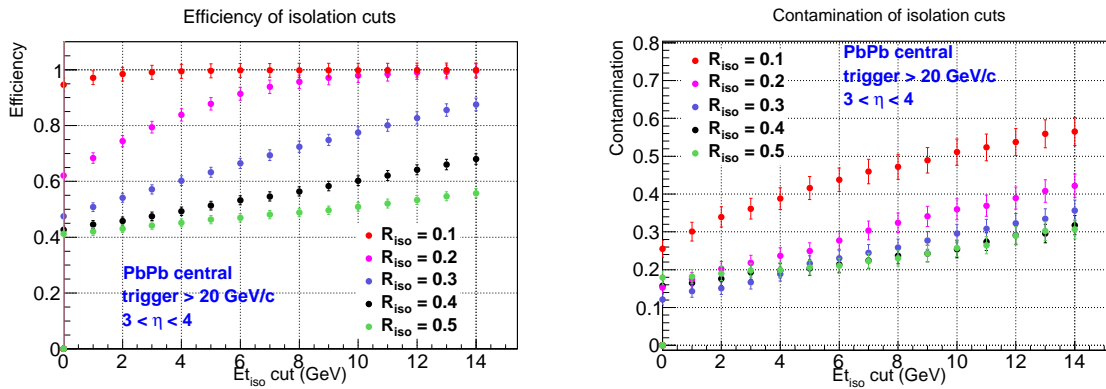 Efficiency of isolation cuts
Efficiency
1
0.8
0.6
0.4
0.2
0
PbPb central
trigger > 20 GeV/c
3 < η < 4
R_iso = 0.1
R_iso = 0.2
R_iso = 0.3
R_iso = 0.4
R_iso = 0.5
0 2 4 6 8 10 12 14
Et_iso cut (GeV)
Contamination of isolation cuts
Contamination
0.8
0.7
0.6
0.5
0.4
0.3
0.2
0.1
0
R_iso = 0.1
R_iso = 0.2
R_iso = 0.3
R_iso = 0.4
R_iso = 0.5
PbPb central
trigger > 20 GeV/c
3 < η < 4
0 2 4 6 8 10 12 14
Et_iso cut (GeV)